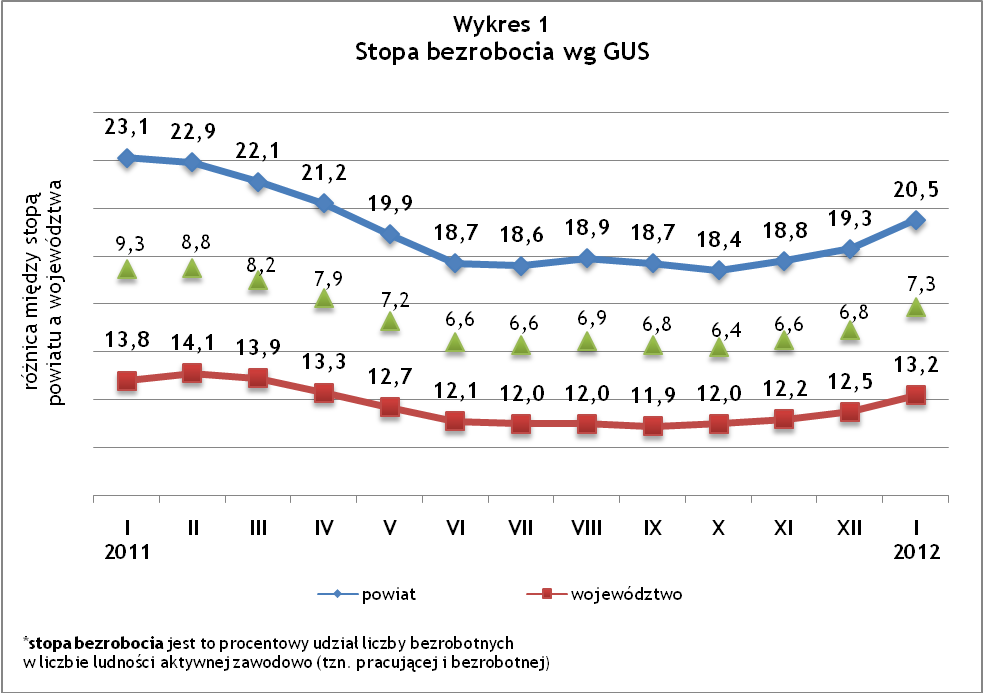 Wykres 1
Stopa bezrobocia wg GUS
różnica między stopą
powiatu a województwa
23,1 22,9 22,1 21,2 19,9 18,7 18,6 18,9 18,7 18,4 18,8 19,3 20,5
9,3 8,8 8,2 7,9 7,2 6,6 6,6 6,9 6,8 6,4 6,6 6,8 7,3
13,8 14,1 13,9 13,3 12,7 12,1 12,0 12,0 11,9 12,0 12,2 12,5 13,2
I II III IV V VI VII VIII IX X XI XII I
2011 2012
powiat województwo
*stopa bezrobocia jest to procentowy udział liczby bezrobotnych
w liczbie ludności aktywnej zawodowo (tzn. pracującej i bezrobotnej)